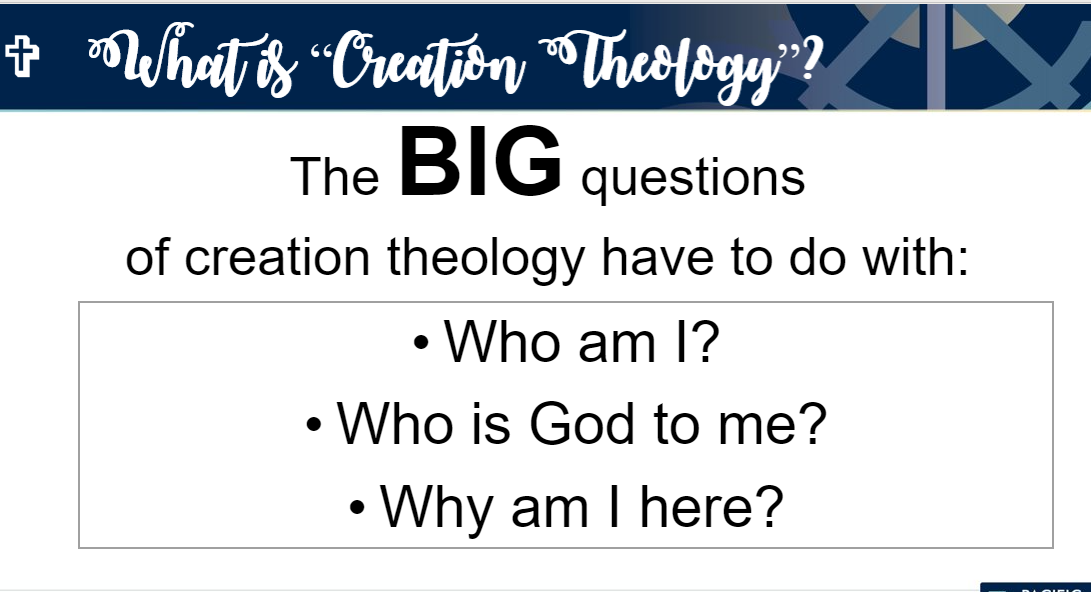 What is “Creation Theology”?
The BIG questions
of creation theology have to do with:
• Who am I?
• Who is God to me?
• Why am I here?